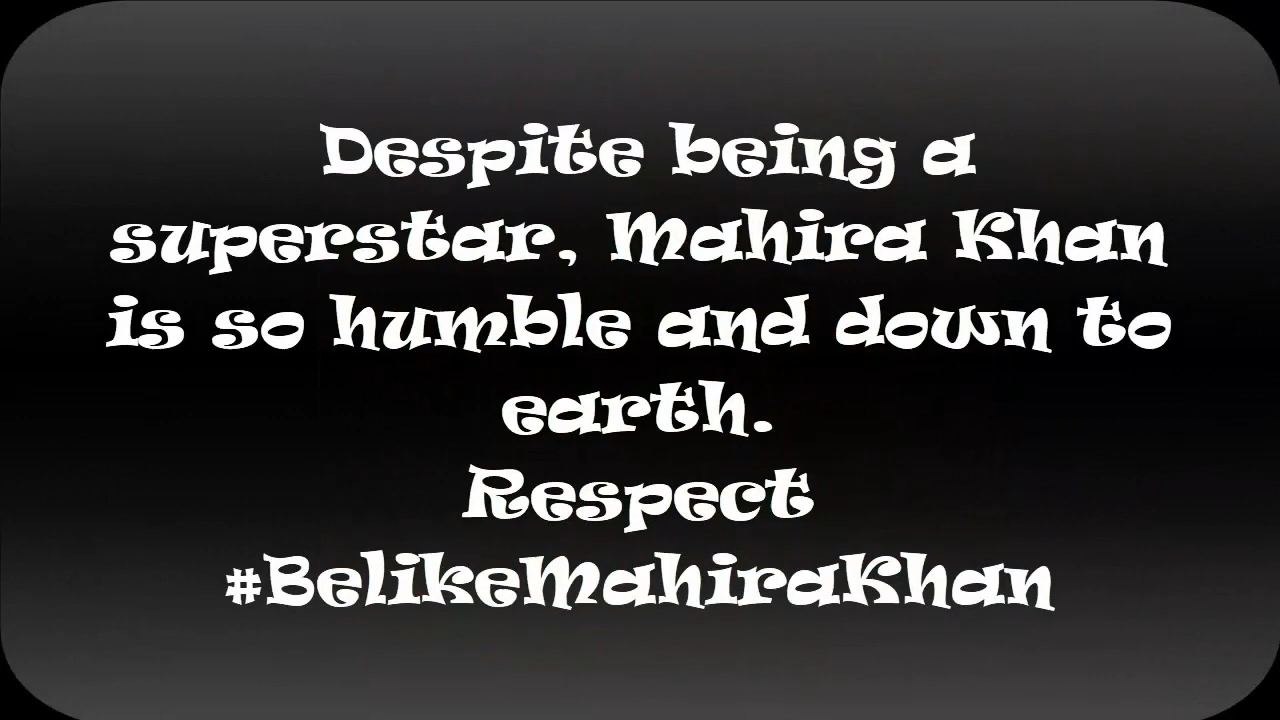 Despite being a
superstar, Mahira Khan
is so humble and down to
earth.
Respect
#BelikeMahiraKhan